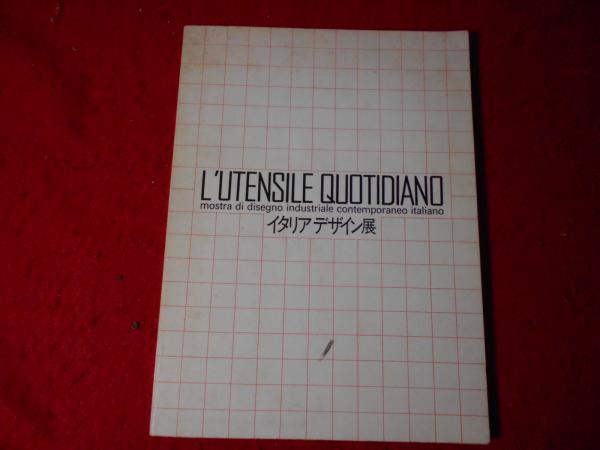 L'UTENSILE QUOTIDIANO
mostra di disegno industriale contemporaneo italiano
イタリアデザイン展